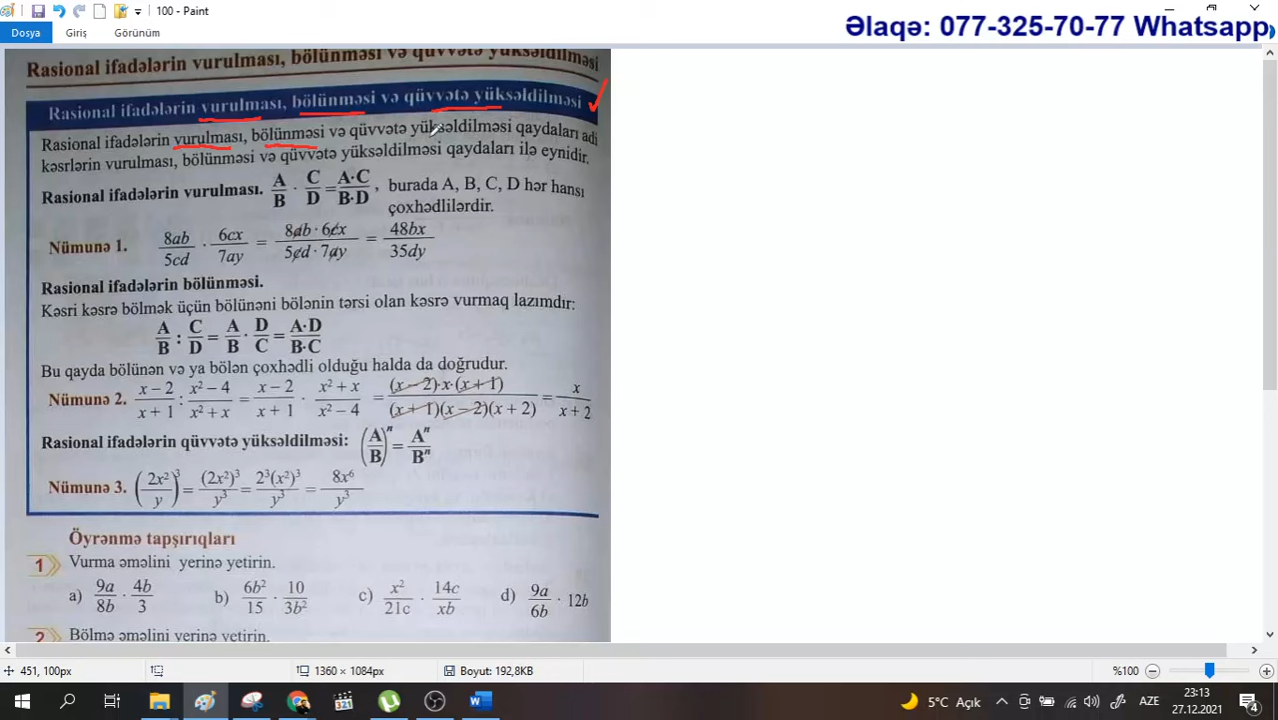 100 - Paint
Dosya Giriş Görünüm
Əlaqə: 077-325-70-77 Whatsapp
Rasional ifadələrin vurulması, bölünməsi və qüvvətə yüksəldilməsi
Rasional ifadələrin vurulması, bölünməsi və qüvvətə yüksəldilməsi
Rasional ifadələrin vurulması, bölünməsi və qüvvətə yüksəldilməsi qaydaları adi
kəsrlərin vurulması, bölünməsi və qüvvətə yüksəldilməsi qaydaları ilə eynidir.
Rasional ifadələrin vurulması. A/B · C/D = A·C/B·D, burada A, B, C, D hər hansı
çoxhədlilərdir.
Nümunə 1. 8ab/5cd · 6cx/7ay = 8ab · 6cx/5cd · 7ay = 48bx/35dy
Rasional ifadələrin bölünməsi.
Kəsri kəsrə bölmək üçün bölünəni bölənin tərsi olan kəsrə vurmaq lazımdır:
A/B : C/D = A/B · D/C = A·D/B·C
Bu qayda bölünən və ya bölən çoxhədli olduğu halda da doğrudur.
Nümunə 2. x – 2/x + 1 : x² – 4/x² + x = x – 2/x + 1 · x² + x/x² – 4 = (x – 2)·x·(x + 1)/(x + 1)(x – 2)(x + 2) = x/x + 2
Rasional ifadələrin qüvvətə yüksəldilməsi: (A/B)ⁿ = Aⁿ/Bⁿ
Nümunə 3. (2x²/y)³ = (2x²)³/y³ = 2³(x²)³/y³ = 8x⁶/y³
Öyrənmə tapşırıqları
1 Vurma əməlini yerinə yetirin.
a) 9a/8b · 4b/3 b) 6b²/15 · 10/3b² c) x²/21c · 14c/xb d) 9a/6b · 12b
2 Bölmə əməlini yerinə yetirin.
451, 100px 1360 × 1084px Boyut: 192,8KB %100
5°C Açık AZE 23:13
27.12.2021 4